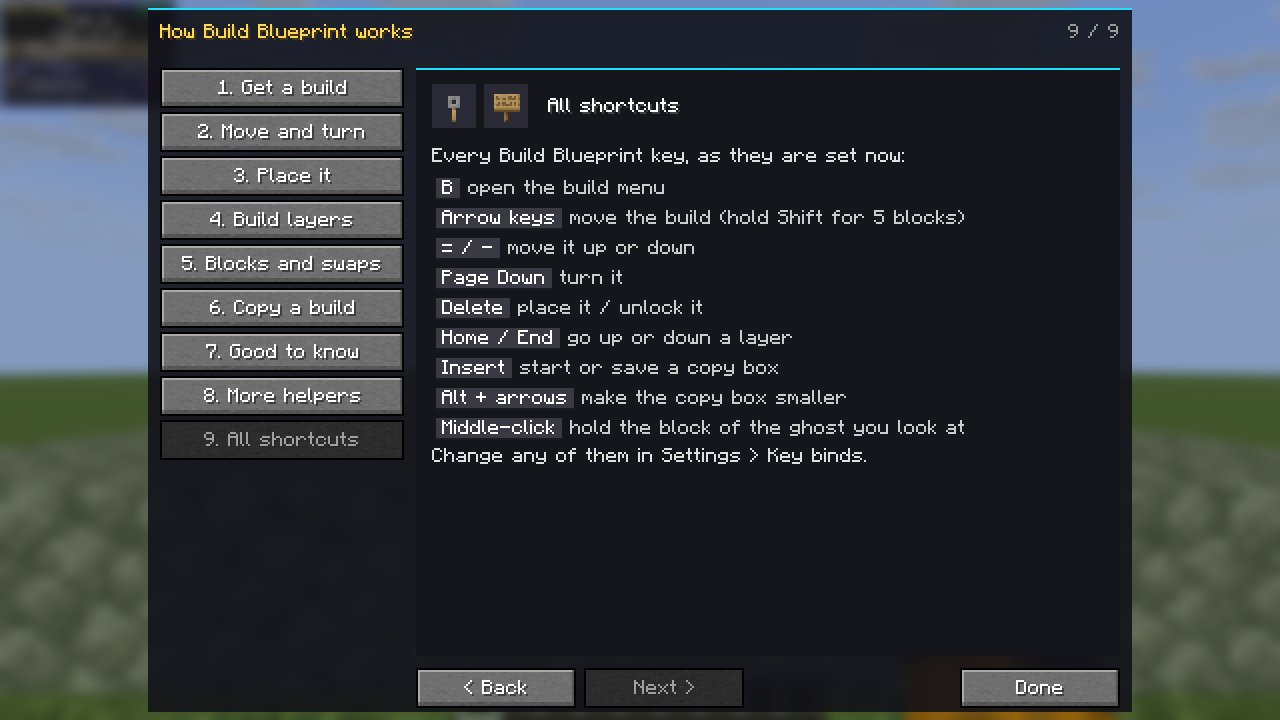 How Build Blueprint works
9 / 9
1. Get a build
2. Move and turn
3. Place it
4. Build layers
5. Blocks and swaps
6. Copy a build
7. Good to know
8. More helpers
9. All shortcuts
All shortcuts
Every Build Blueprint key, as they are set now:
B open the build menu
Arrow keys move the build (hold Shift for 5 blocks)
= / - move it up or down
Page Down turn it
Delete place it / unlock it
Home / End go up or down a layer
Insert start or save a copy box
Alt + arrows make the copy box smaller
Middle-click hold the block of the ghost you look at
Change any of them in Settings > Key binds.
< Back
Next >
Done